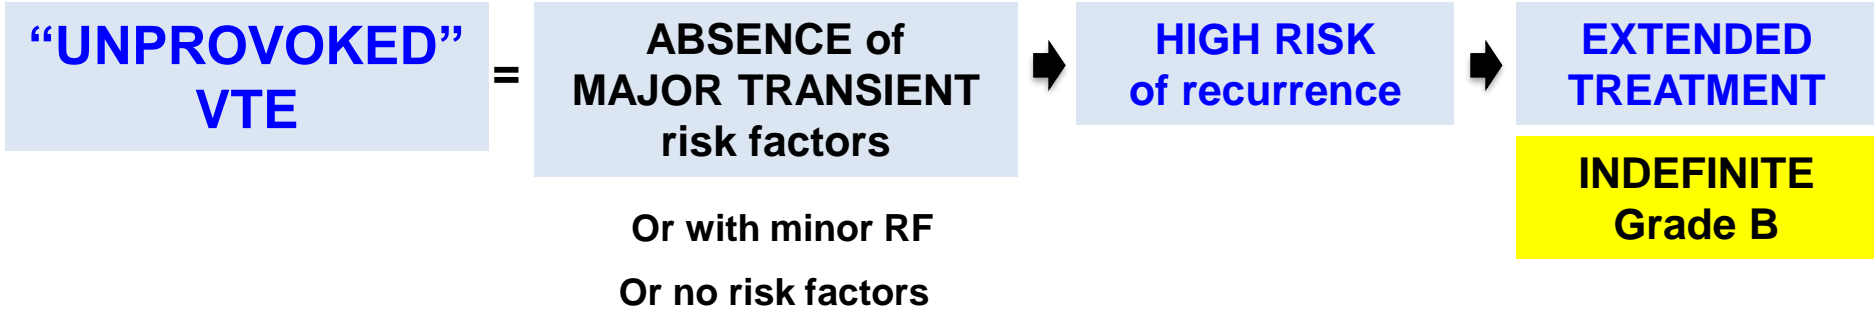 “UNPROVOKED”
VTE
=
ABSENCE of
MAJOR TRANSIENT
risk factors
Or with minor RF
Or no risk factors
HIGH RISK
of recurrence
EXTENDED
TREATMENT
INDEFINITE
Grade B